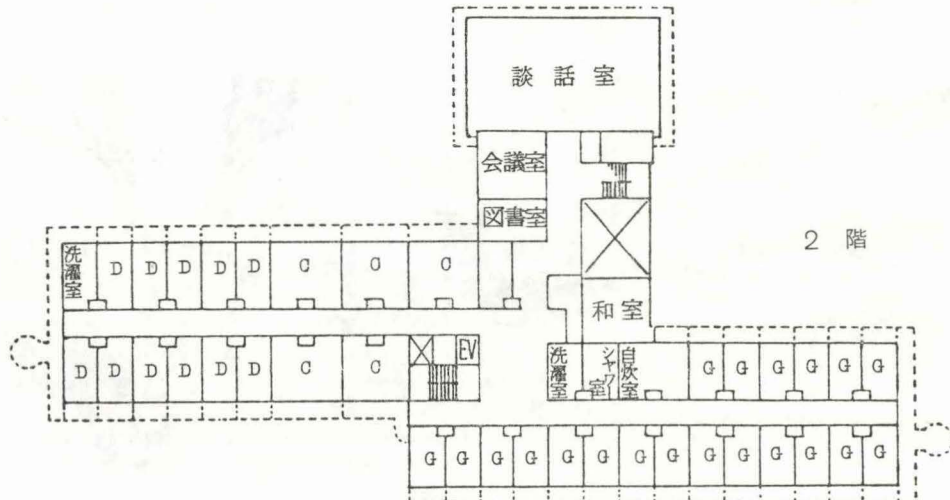 談話室
会議室
図書室
2階
洗濯室 D D D D D C C C
和室
D D D D D D C C EV
洗濯室 シャワー室 自炊室 G G G G G G
G G G G G G G G G G G G G G